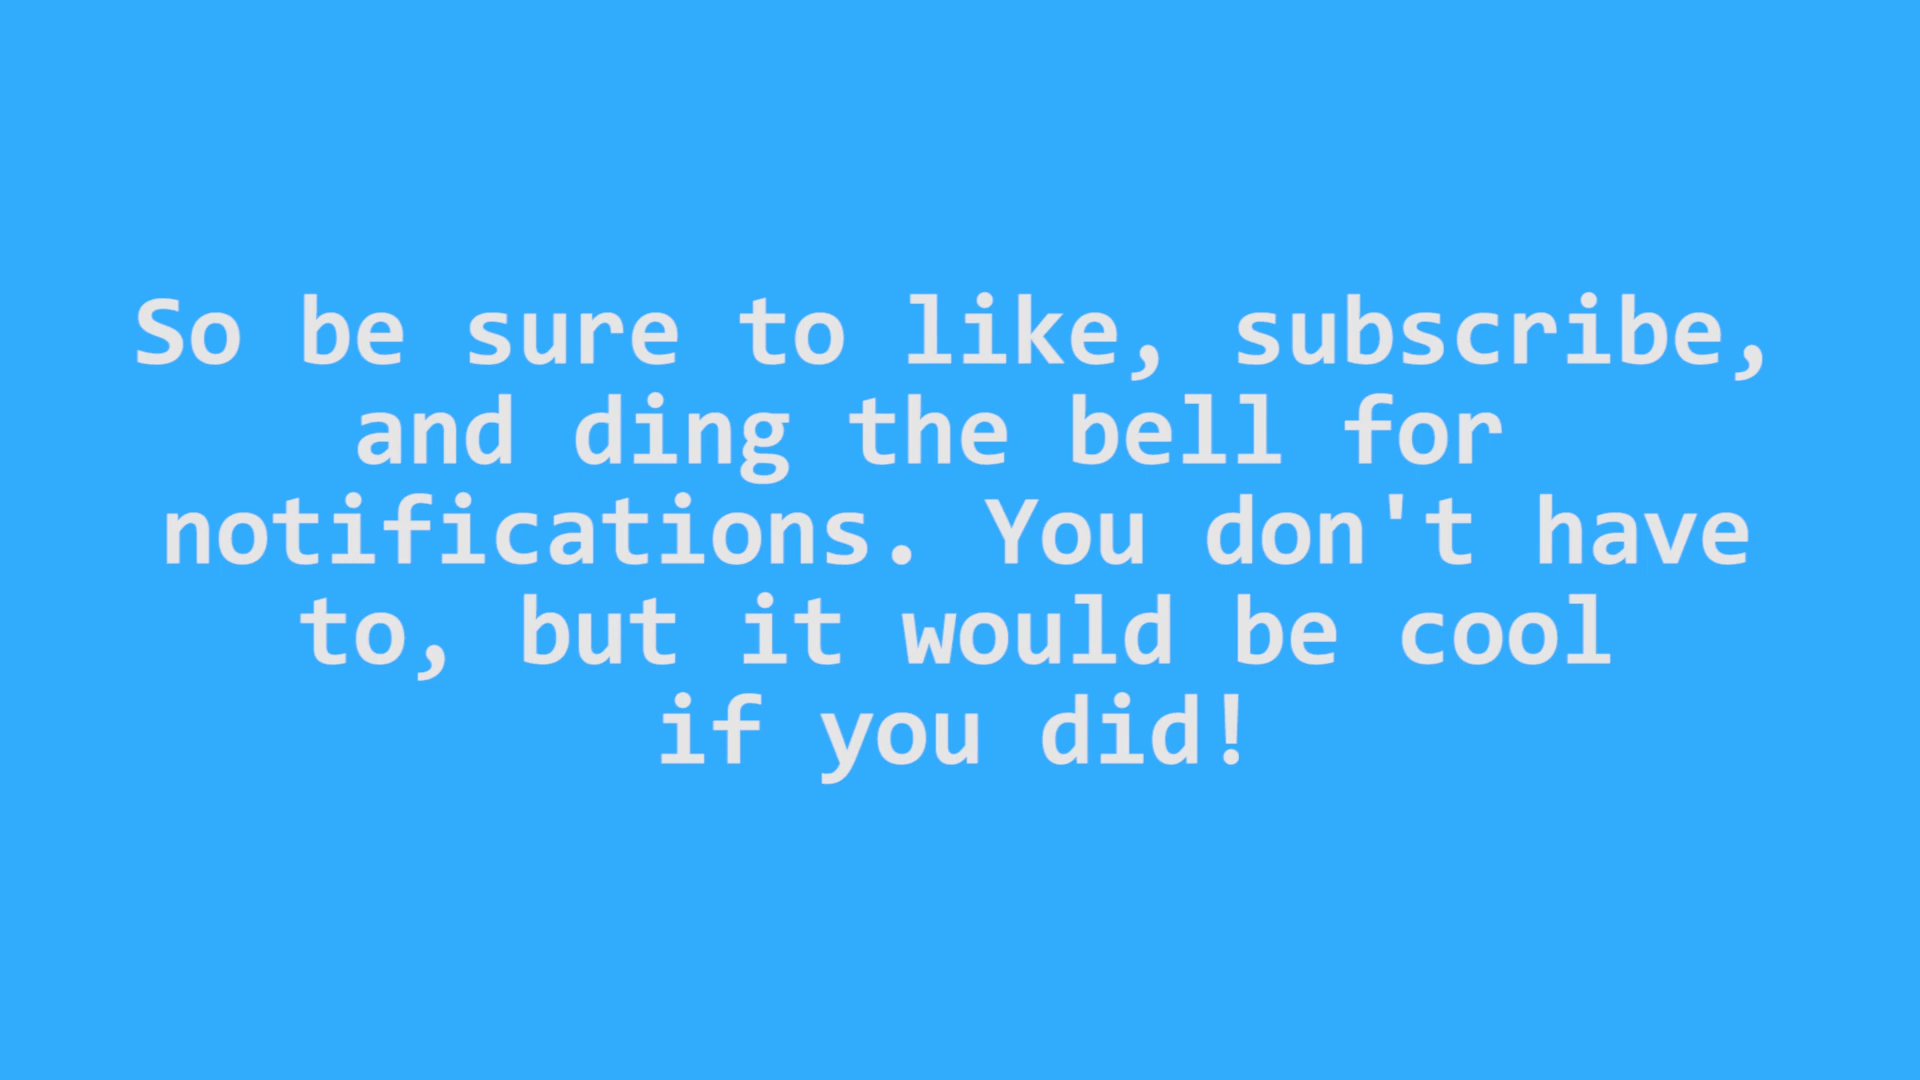 So be sure to like, subscribe,
and ding the bell for
notifications. You don't have
to, but it would be cool
if you did!